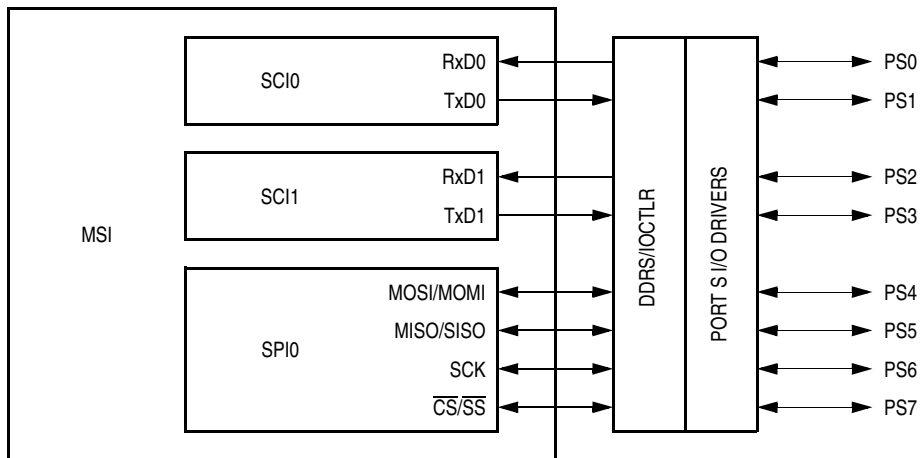 RxD0
PS0
SCI0
TxD0
PS1
RxD1
PS2
SCI1
TxD1
PS3
MSI
DDRS/IOCTLR
PORT S I/O DRIVERS
MOSI/MOMI
PS4
MISO/SISO
PS5
SPI0
SCK
PS6
CS/SS
PS7